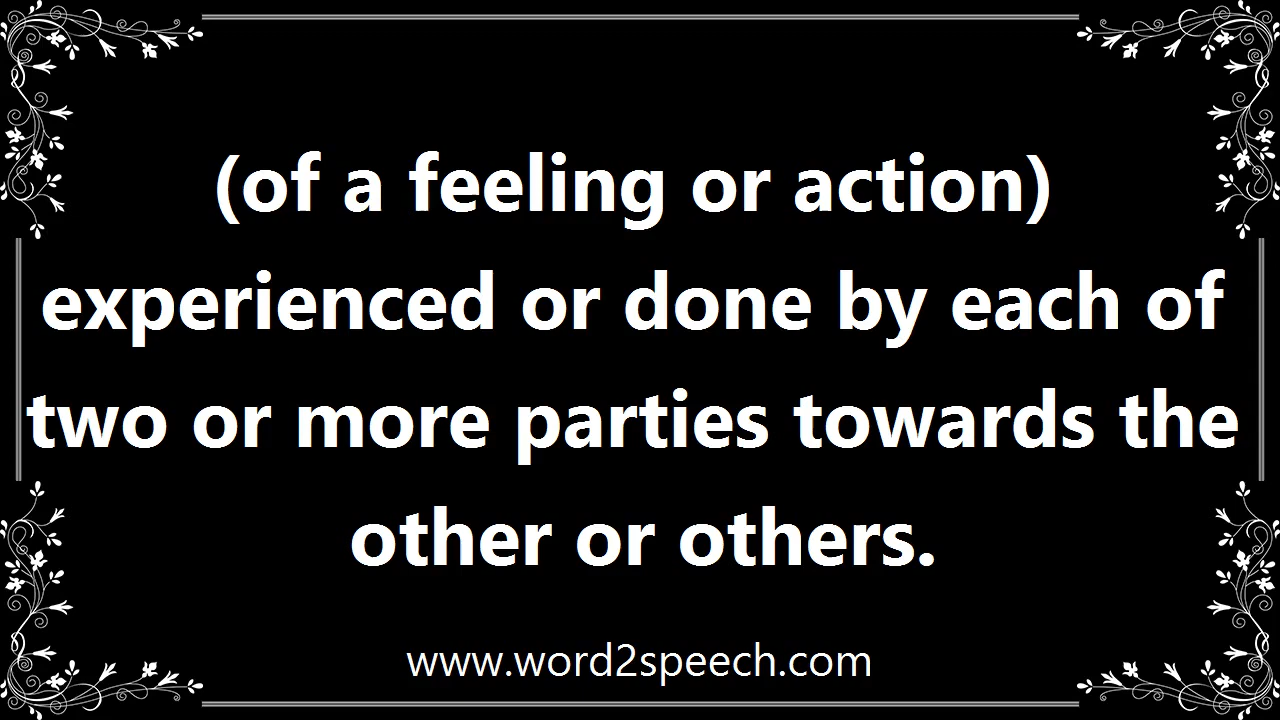 (of a feeling or action)
experienced or done by each of
two or more parties towards the
other or others.
www.word2speech.com